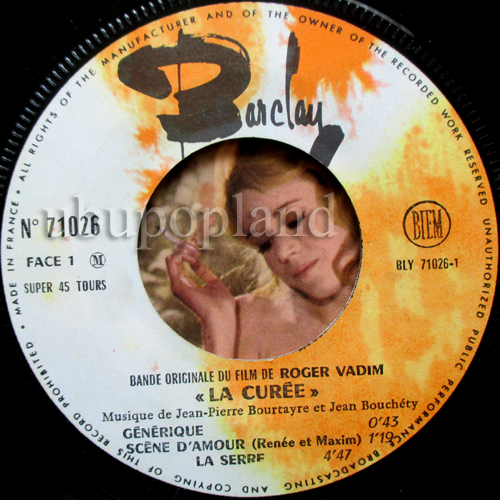 ALL RIGHTS OF THE MANUFACTURER AND OF THE OWNER OF THE RECORDED WORK RESERVED
UNAUTHORIZED PUBLIC PERFORMANCE, BROADCASTING AND COPYING OF THIS RECORD PROHIBITED • MADE IN FRANCE •
Barclay
ubupopland
N° 71026
BIEM
FACE 1 M
BLY 71026-1
SUPER 45 TOURS
BANDE ORIGINALE DU FILM DE ROGER VADIM
« LA CURÉE »
Musique de Jean-Pierre Bourtayre et Jean Bouchéty
GÉNÉRIQUE 0'43
SCÈNE D'AMOUR (Renée et Maxim) 1'19
LA SERRE 4'47